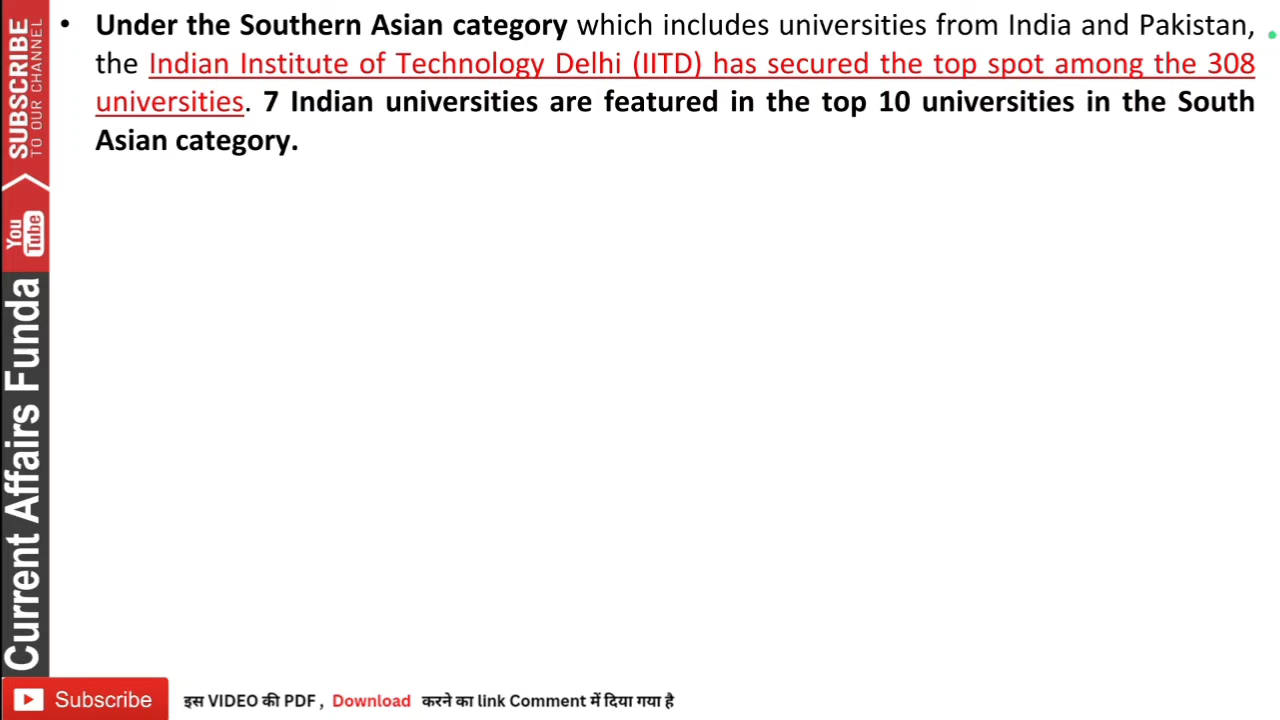 • Under the Southern Asian category which includes universities from India and Pakistan,
the Indian Institute of Technology Delhi (IITD) has secured the top spot among the 308
universities. 7 Indian universities are featured in the top 10 universities in the South
Asian category.
SUBSCRIBE
TO OUR CHANNEL
You
Tube
Current Affairs Funda
Subscribe
इस VIDEO की PDF , Download करने का link Comment में दिया गया है